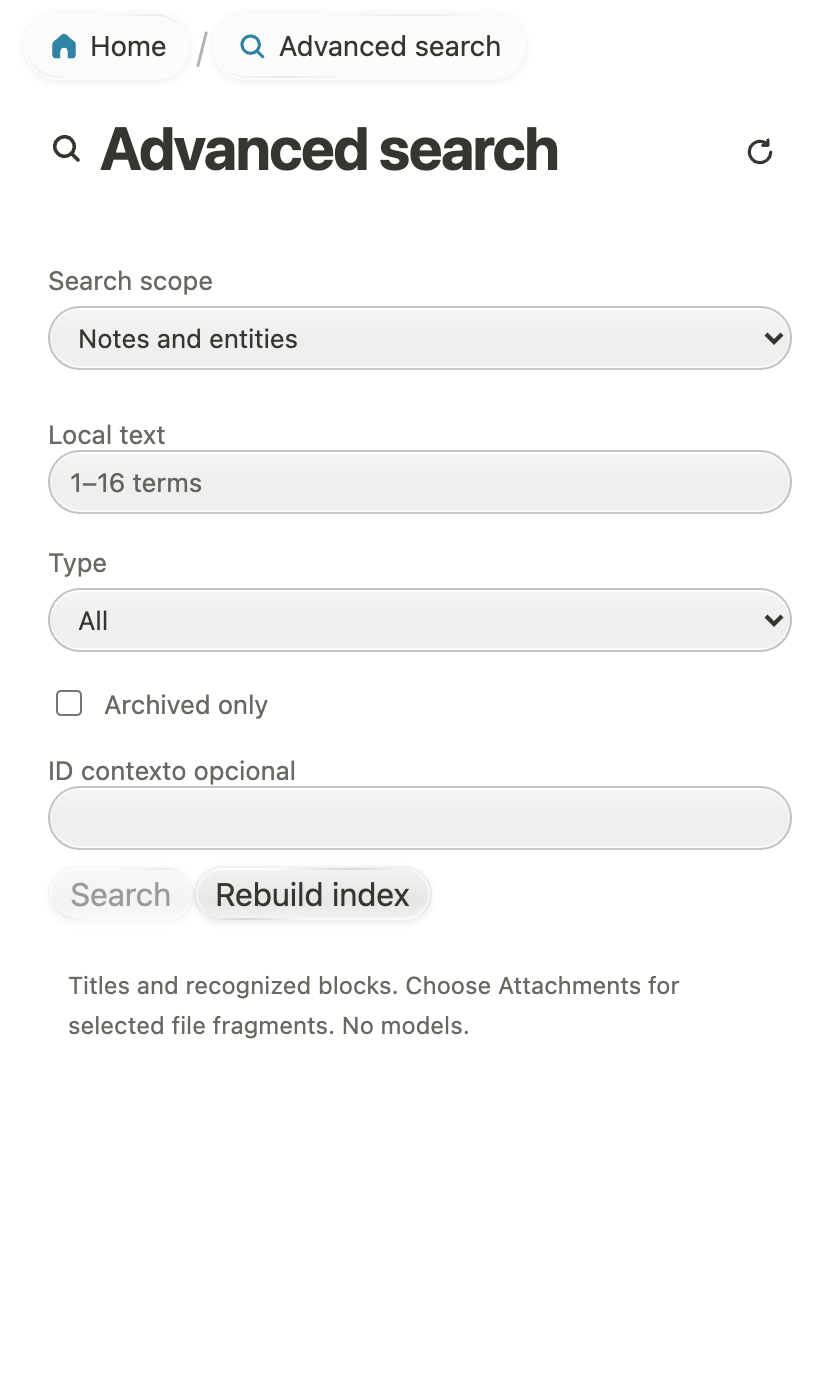 Home / Advanced search
Advanced search
Search scope
Notes and entities
Local text
1–16 terms
Type
All
Archived only
ID contexto opcional
Search Rebuild index
Titles and recognized blocks. Choose Attachments for
selected file fragments. No models.